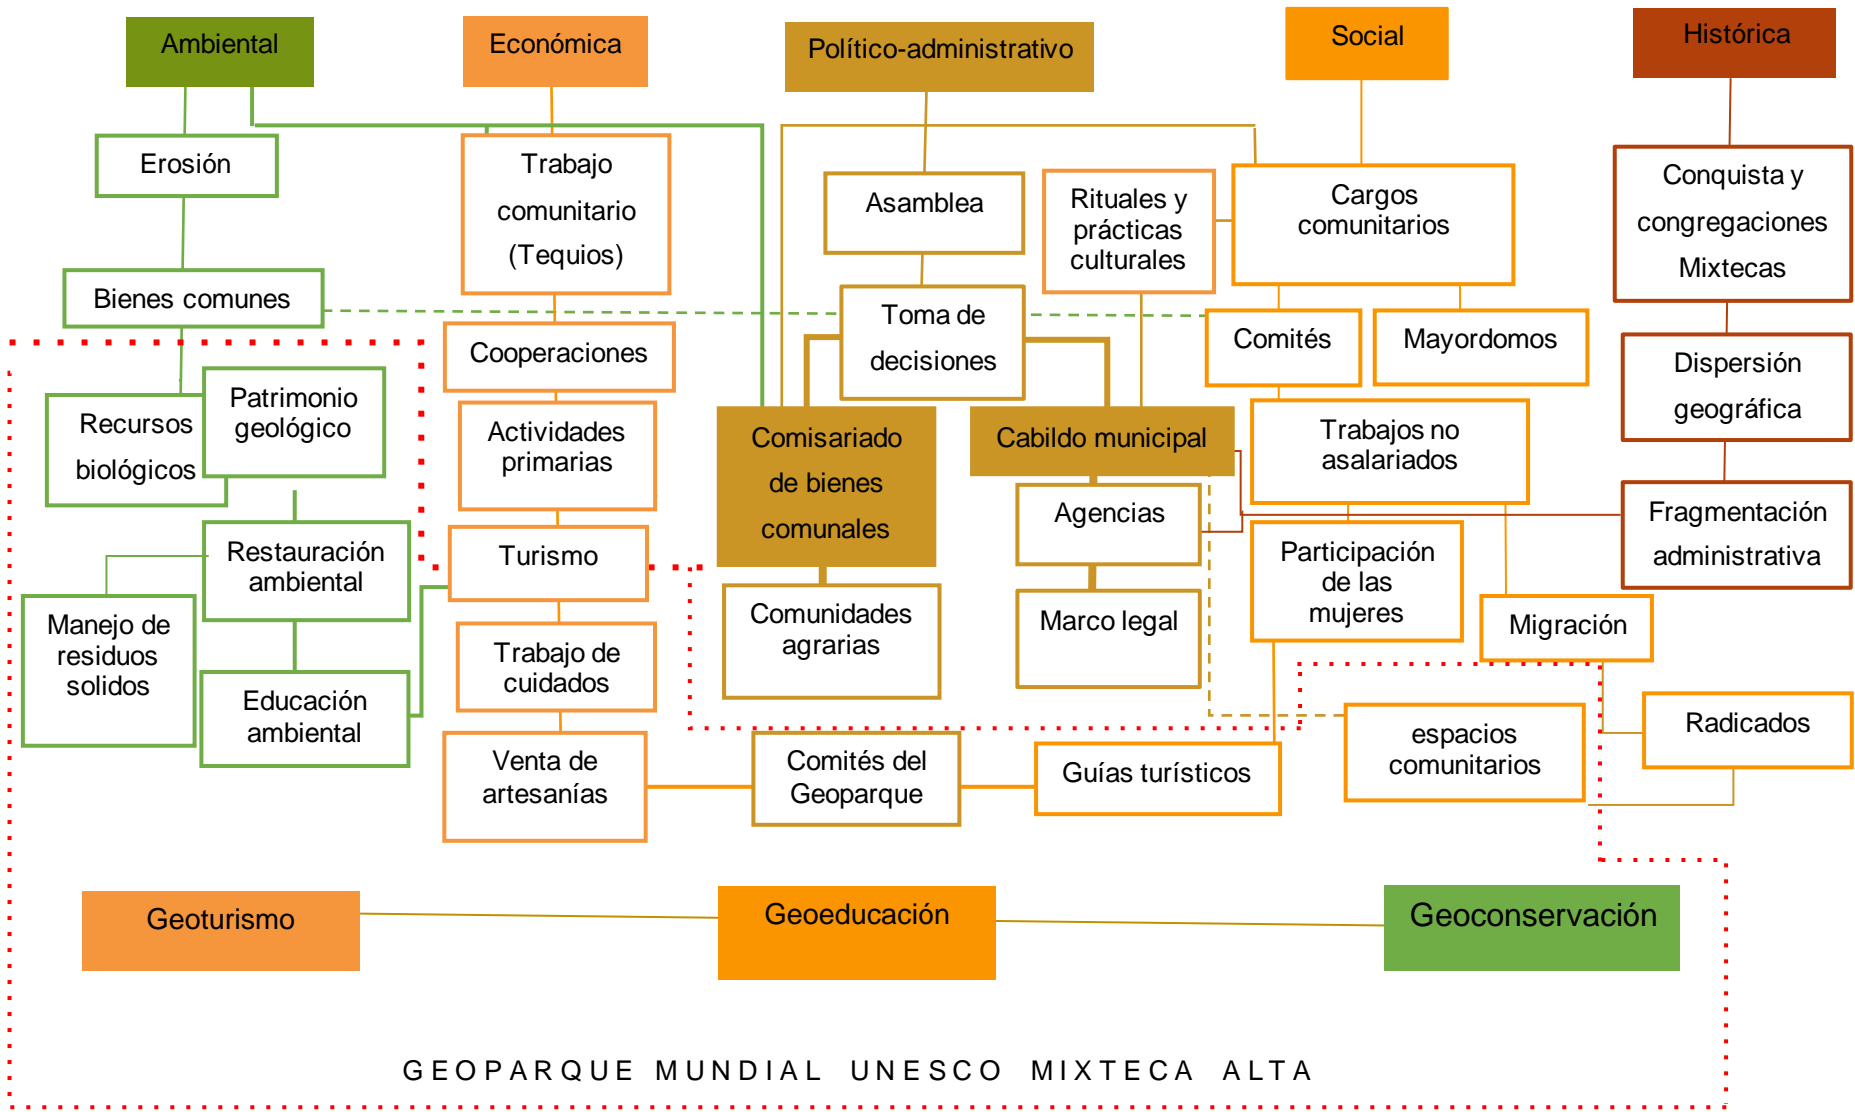 Ambiental
Económica
Político-administrativo
Social
Histórica
Erosión
Trabajo
comunitario
(Tequios)
Asamblea
Rituales y
prácticas
culturales
Cargos
comunitarios
Conquista y
congregaciones
Mixtecas
Bienes comunes
Toma de
decisiones
Comités
Mayordomos
Cooperaciones
Dispersión
geográfica
Patrimonio
geológico
Recursos
biológicos
Actividades
primarias
Comisariado
de bienes
comunales
Cabildo municipal
Trabajos no
asalariados
Agencias
Fragmentación
administrativa
Restauración
ambiental
Turismo
Participación
de las
mujeres
Manejo de
residuos
solidos
Comunidades
agrarias
Marco legal
Migración
Trabajo de
cuidados
Educación
ambiental
espacios
comunitarios
Radicados
Venta de
artesanías
Comités del
Geoparque
Guías turísticos
Geoturismo
Geoeducación
Geoconservación
GEOPARQUE MUNDIAL UNESCO MIXTECA ALTA